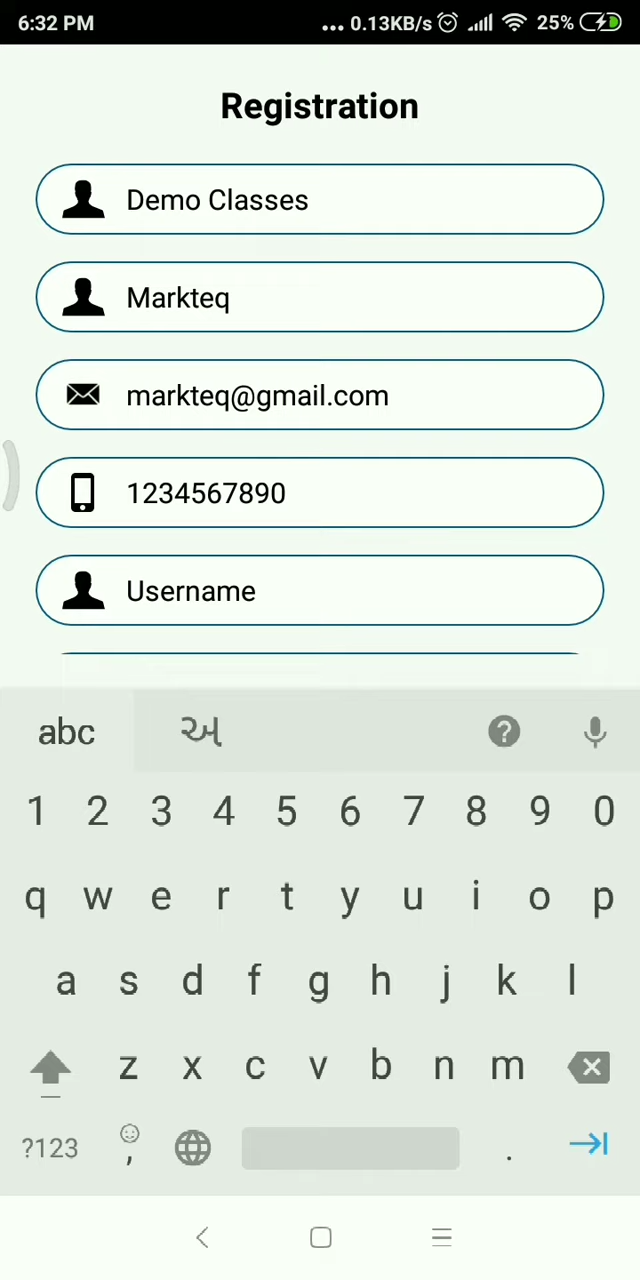 6:32 PM ... 0.13KB/s 25%
Registration
Demo Classes
Markteq
markteq@gmail.com
1234567890
Username
abc અ
1 2 3 4 5 6 7 8 9 0
q w e r t y u i o p
a s d f g h j k l
z x c v b n m
?123 , .